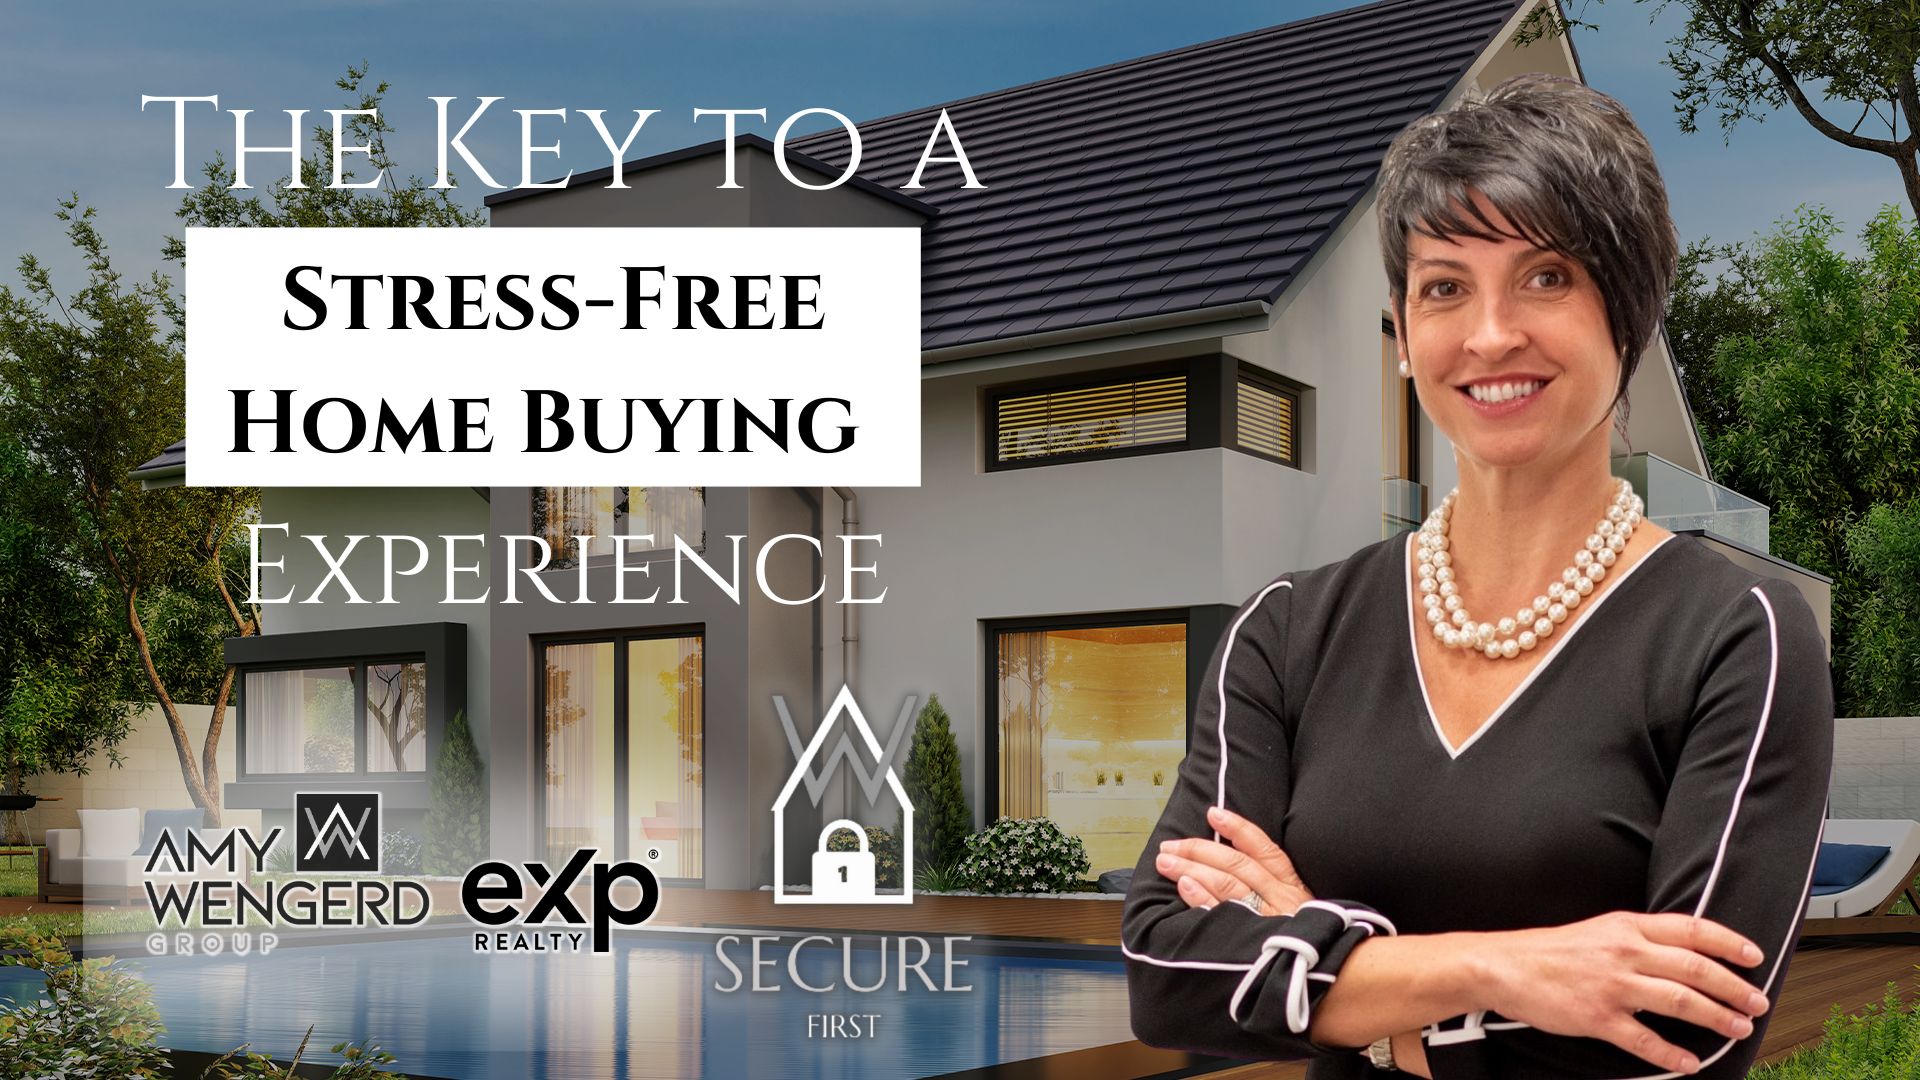 The Key to a
Stress-Free
Home Buying
Experience
AMY
WENGERD
GROUP
eXp®
REALTY
1
SECURE
FIRST